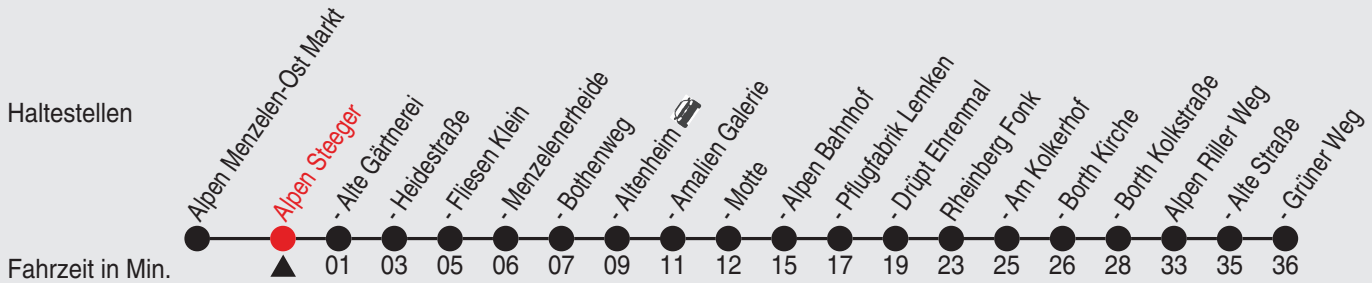 Haltestellen
Alpen Menzelen-Ost Markt
Alpen Steeger
- Alte Gärtnerei
- Heidestraße
- Fliesen Klein
- Menzelenerheide
- Bothenweg
- Altenheim
- Amalien Galerie
- Motte
- Alpen Bahnhof
- Pflugfabrik Lemken
- Drüpt Ehrenmal
Rheinberg Fonk
- Am Kolkerhof
- Borth Kirche
- Borth Kolkstraße
Alpen Riller Weg
- Alte Straße
- Grüner Weg
Fahrzeit in Min. 01 03 05 06 07 09 11 12 15 17 19 23 25 26 28 33 35 36